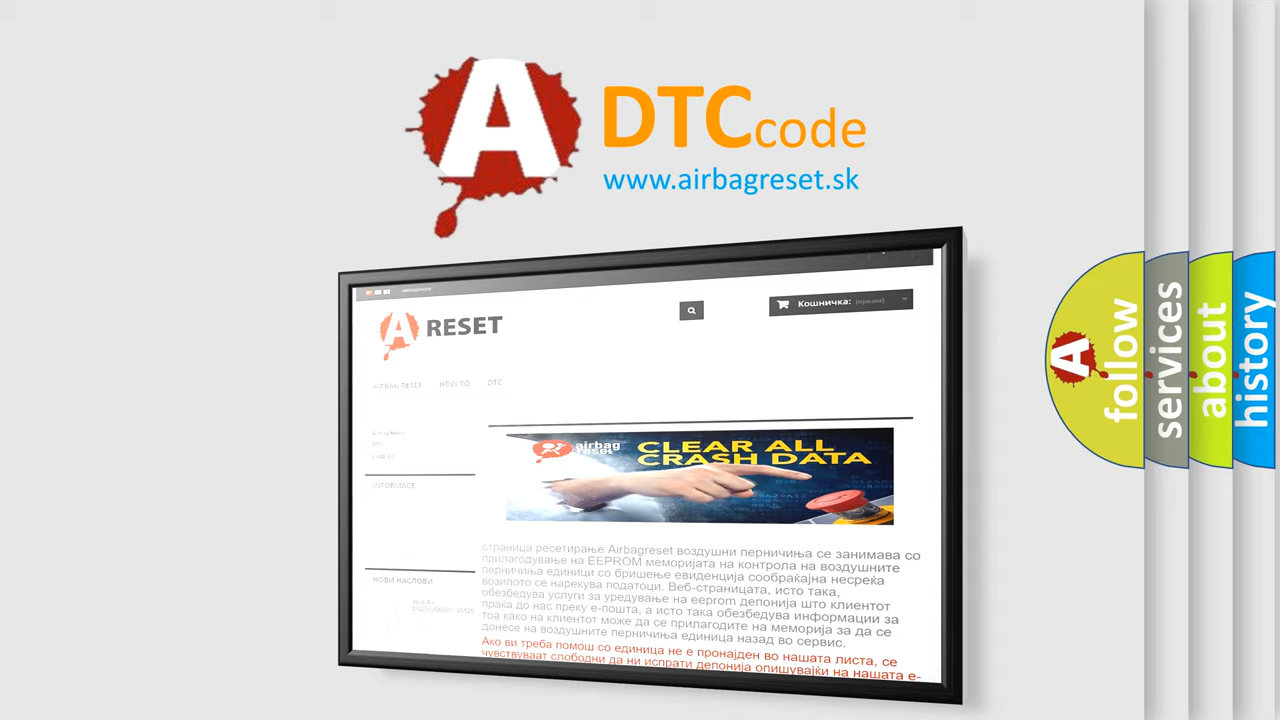 A
DTCcode
www.airbagreset.sk
A RESET
Кошничка: (празна)
AIRBAG RESET HOW TO DTC
airbag
reset
CLEAR ALL
CRASH DATA
INFORMACE
страница ресетирање Airbagreset воздушни перничиња се занимава со
прилагодување на EEPROM меморијата на контрола на воздушните
перничиња единици со бришење евиденција сообраќајна несреќа
возилото се нарекува податоци. Веб-страницата, исто така,
обезбедува услуги за уредување на eeprom депонија што клиентот
праќа до нас преку е-пошта, а исто така обезбедува информации за
тоа како на клиентот може да се прилагодите на меморија за да се
донесе на воздушните перничиња единица назад во сервис.
Ако ви треба помош со единица не е пронајден во нашата листа, се
чувствуваат слободни да ни испрати депонија опишувајќи на нашата е-
НОВИ НАСЛОВИ
A
follow
services
about
history